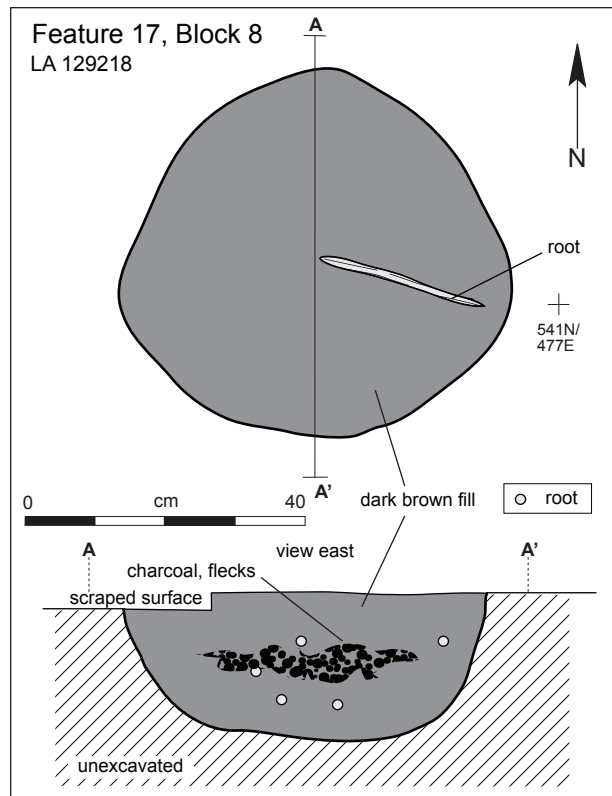 Feature 17, Block 8
LA 129218
A
N
root
541N/
477E
A'
0 cm 40
dark brown fill
root
A
view east
A'
charcoal, flecks
scraped surface
unexcavated